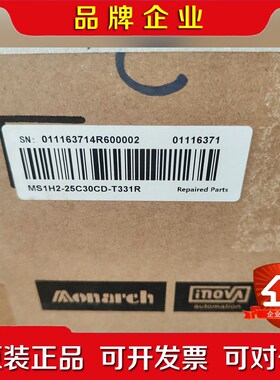 品牌企业
SN: 011163714R600002 01116371
MS1H2-25C30CD-T331R Repaired Parts
Monarch
inovA
automation
原装正品 可开发票 可对